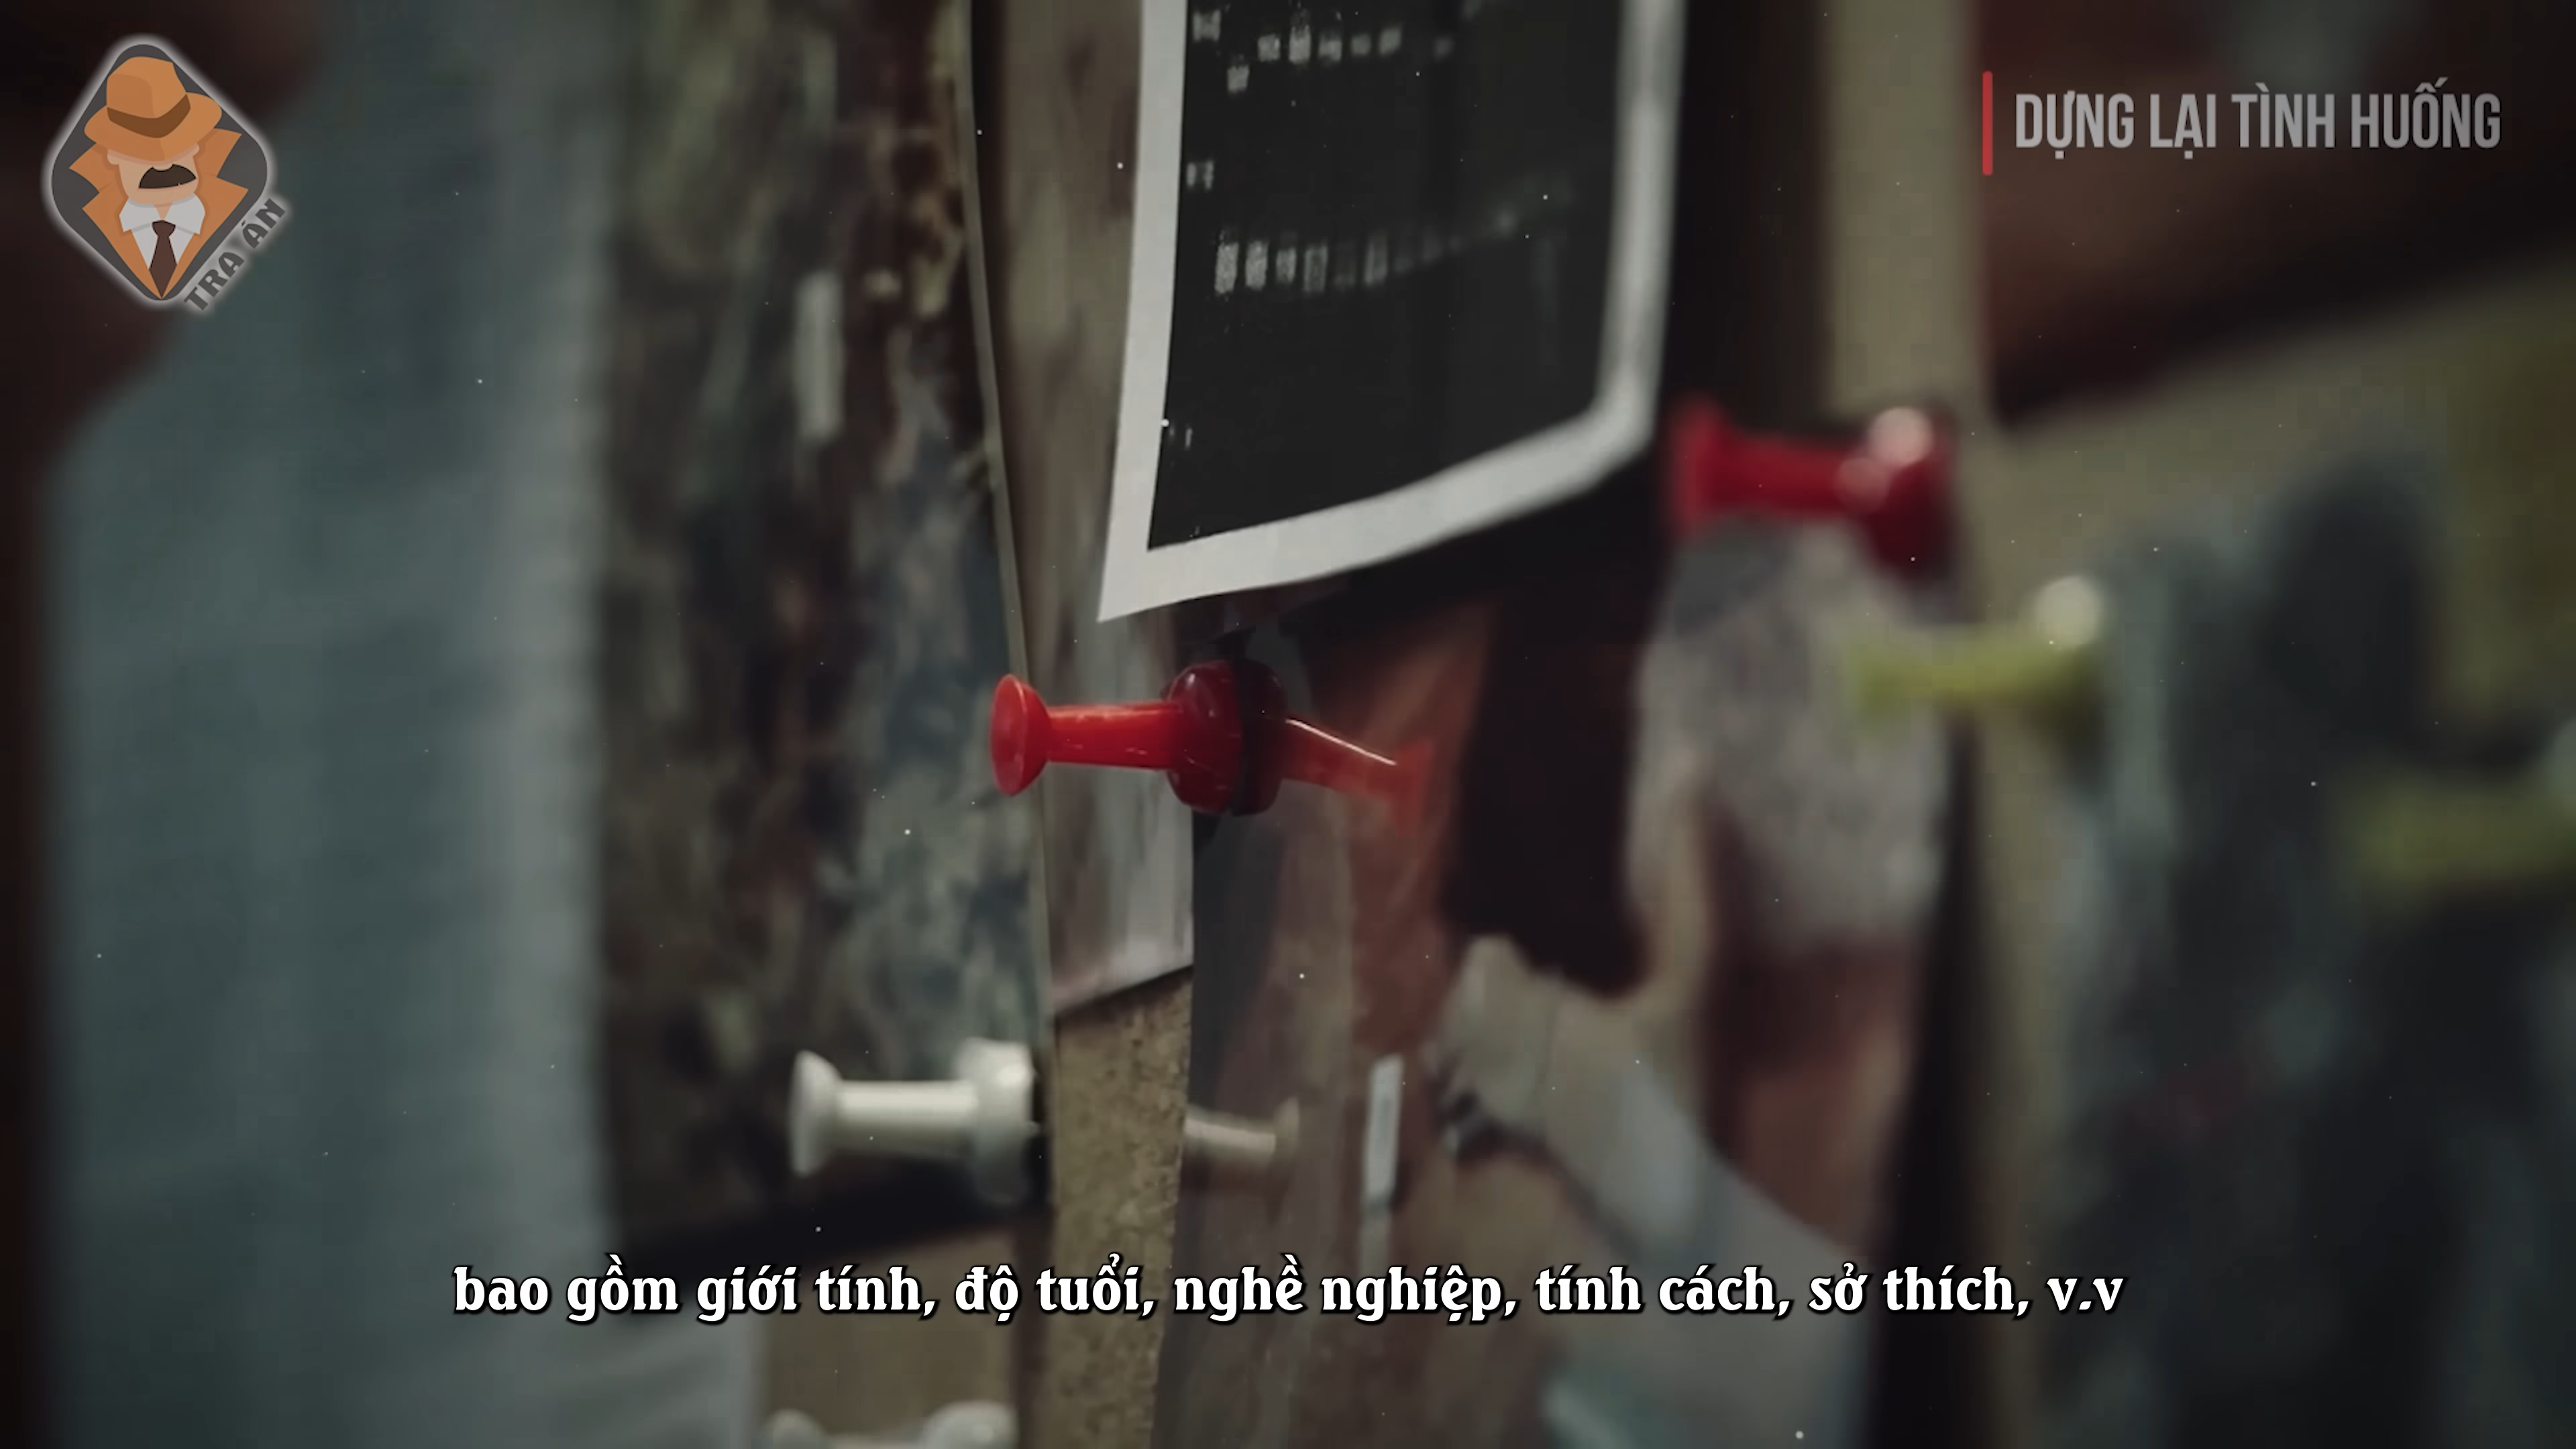 TRA ÁN
DỰNG LẠI TÌNH HUỐNG
bao gồm giới tính, độ tuổi, nghề nghiệp, tính cách, sở thích, v.v